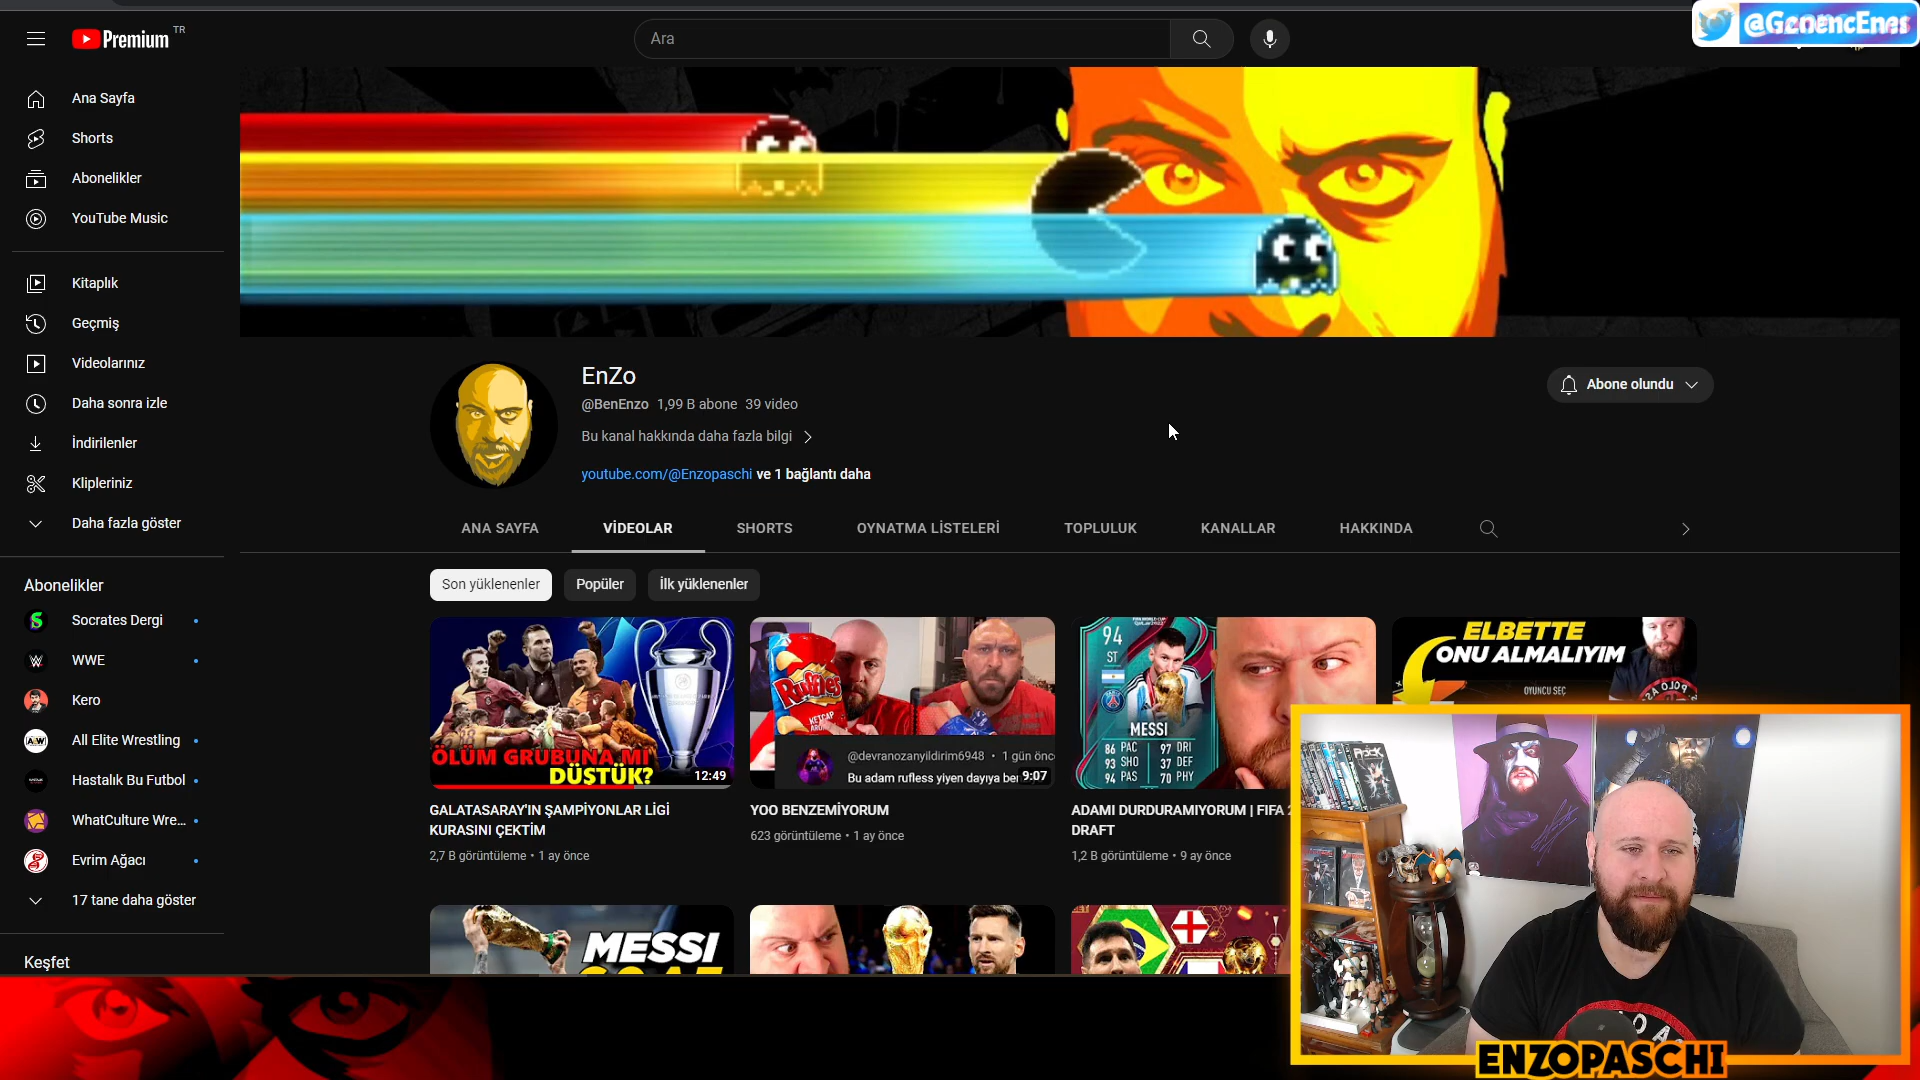 Premium TR
Ara
@GcnencEnes
Ana Sayfa
Shorts
Abonelikler
YouTube Music
Kitaplık
Geçmiş
Videolarınız
Daha sonra izle
İndirilenler
Klipleriniz
Daha fazla göster
Abonelikler
Socrates Dergi
WWE
Kero
All Elite Wrestling
Hastalık Bu Futbol
WhatCulture Wre...
Evrim Ağacı
17 tane daha göster
Keşfet
EnZo
@BenEnzo 1,99 B abone 39 video
Bu kanal hakkında daha fazla bilgi
youtube.com/@Enzopaschi ve 1 bağlantı daha
Abone olundu
ANA SAYFA VİDEOLAR SHORTS OYNATMA LİSTELERİ TOPLULUK KANALLAR HAKKINDA
Son yüklenenler Popüler İlk yüklenenler
ÖLÜM GRUBUNA MI
DÜŞTÜK?
12:49
GALATASARAY'IN ŞAMPİYONLAR LİGİ
KURASINI ÇEKTİM
2,7 B görüntüleme • 1 ay önce
Ruffles
KETÇAP
@devranozanyildirim6948 • 1 gün önc
Bu adam rufless yiyen dayıya be
9:07
YOO BENZEMİYORUM
623 görüntüleme • 1 ay önce
94
ST
MESSI
86 PAC 97 DRI
93 SHO 37 DEF
94 PAS 70 PHY
ADAMI DURDURAMIYORUM | FIFA 2
DRAFT
1,2 B görüntüleme • 9 ay önce
ELBETTE
ONU ALMALIYIM
OYUNCU SEÇ
MESSI
ENZOPASCHI